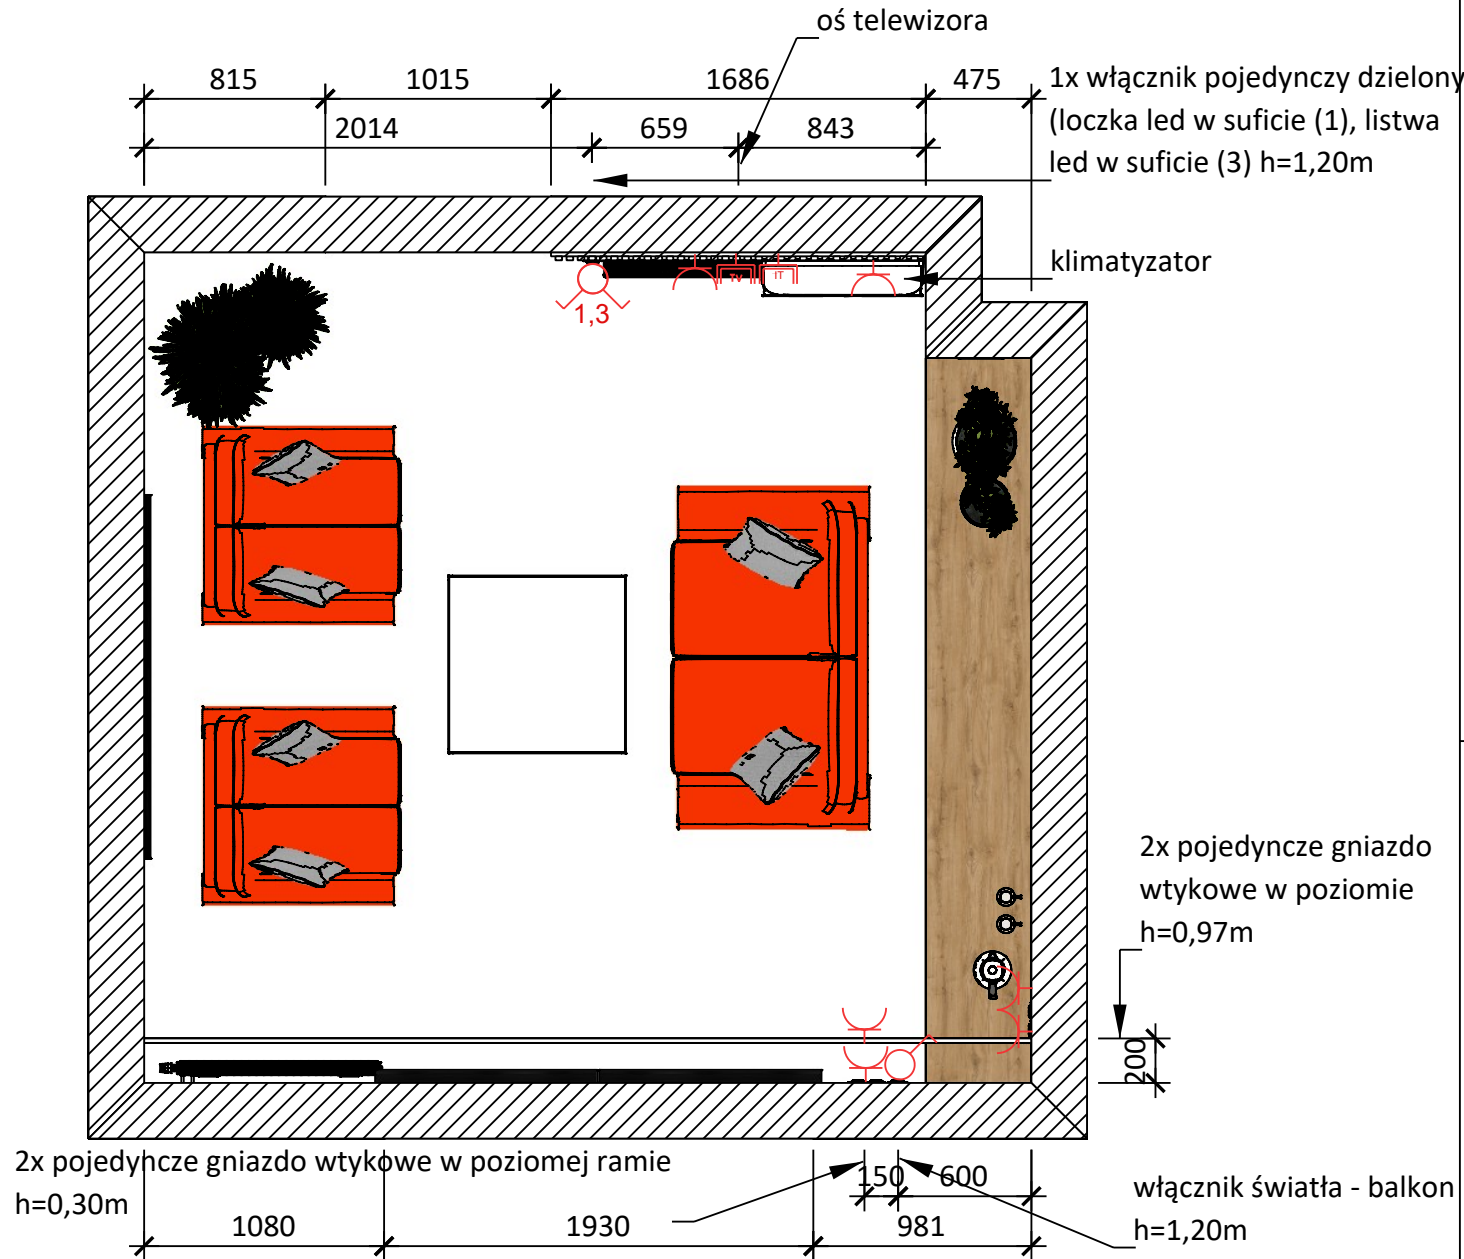 oś telewizora
815 1015 1686 475
2014 659 843
1x włącznik pojedynczy dzielony
(loczka led w suficie (1), listwa
led w suficie (3) h=1,20m
klimatyzator
TV IT
1,3
2x pojedyncze gniazdo
wtykowe w poziomie
h=0,97m
200
2x pojedyncze gniazdo wtykowe w poziomej ramie
h=0,30m
150 600
włącznik światła - balkon
h=1,20m
1080 1930 981